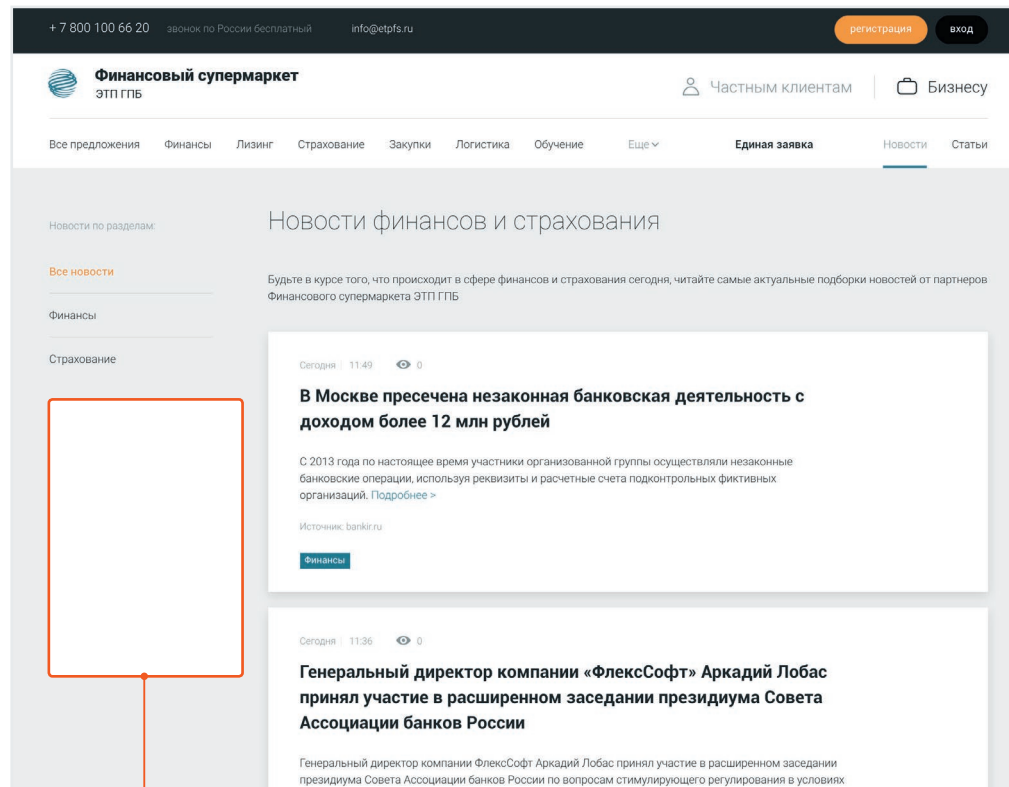 + 7 800 100 66 20 звонок по России бесплатный info@etpfs.ru регистрация вход
Финансовый супермаркет
ЭТП ГПБ
Частным клиентам Бизнесу
Все предложения Финансы Лизинг Страхование Закупки Логистика Обучение Еще Единая заявка Новости Статьи
Новости по разделам:
Все новости
Финансы
Страхование
Новости финансов и страхования
Будьте в курсе того, что происходит в сфере финансов и страхования сегодня, читайте самые актуальные подборки новостей от партнеров
Финансового супермаркета ЭТП ГПБ
Сегодня 11:49 0
В Москве пресечена незаконная банковская деятельность с
доходом более 12 млн рублей
С 2013 года по настоящее время участники организованной группы осуществляли незаконные
банковские операции, используя реквизиты и расчетные счета подконтрольных фиктивных
организаций. Подробнее >
Источник: bankir.ru
Финансы
Сегодня 11:36 0
Генеральный директор компании «ФлексСофт» Аркадий Лобас
принял участие в расширенном заседании президиума Совета
Ассоциации банков России
Генеральный директор компании ФлексСофт Аркадий Лобас принял участие в расширенном заседании
президиума Совета Ассоциации банков России по вопросам стимулирующего регулирования в условиях